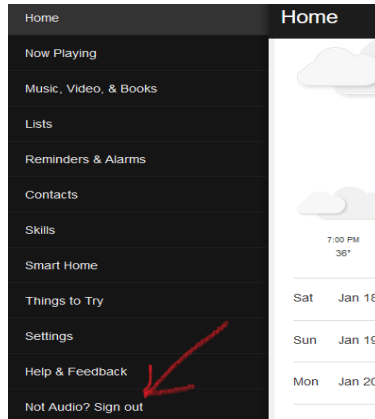 Home
Now Playing
Music, Video, & Books
Lists
Reminders & Alarms
Contacts
Skills
Smart Home
Things to Try
Settings
Help & Feedback
Not Audio? Sign out
Home
7:00 PM
36°
Sat Jan 18
Sun Jan 19
Mon Jan 20